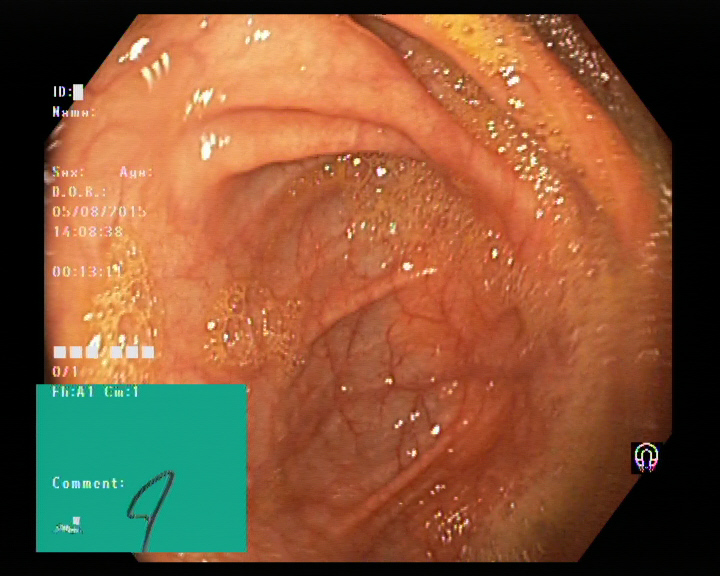 ID:
Name:
Sex: Age:
D.O.B.:
05/08/2015
14:08:38
00:13:11
0/1
Eh:A1 Cm:1
Comment: